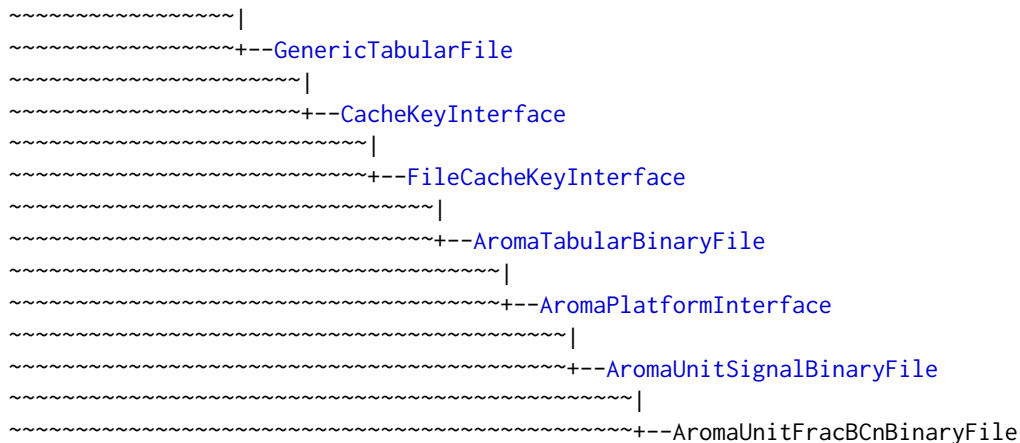 ~~~~~~~~~~~~~~~~~|
~~~~~~~~~~~~~~~~~+--GenericTabularFile
~~~~~~~~~~~~~~~~~~~~~~|
~~~~~~~~~~~~~~~~~~~~~~+--CacheKeyInterface
~~~~~~~~~~~~~~~~~~~~~~~~~~~|
~~~~~~~~~~~~~~~~~~~~~~~~~~~+--FileCacheKeyInterface
~~~~~~~~~~~~~~~~~~~~~~~~~~~~~~~~|
~~~~~~~~~~~~~~~~~~~~~~~~~~~~~~~~+--AromaTabularBinaryFile
~~~~~~~~~~~~~~~~~~~~~~~~~~~~~~~~~~~~~|
~~~~~~~~~~~~~~~~~~~~~~~~~~~~~~~~~~~~~+--AromaPlatformInterface
~~~~~~~~~~~~~~~~~~~~~~~~~~~~~~~~~~~~~~~~~~|
~~~~~~~~~~~~~~~~~~~~~~~~~~~~~~~~~~~~~~~~~~+--AromaUnitSignalBinaryFile
~~~~~~~~~~~~~~~~~~~~~~~~~~~~~~~~~~~~~~~~~~~~~~~|
~~~~~~~~~~~~~~~~~~~~~~~~~~~~~~~~~~~~~~~~~~~~~~~+--AromaUnitFracBCnBinaryFile